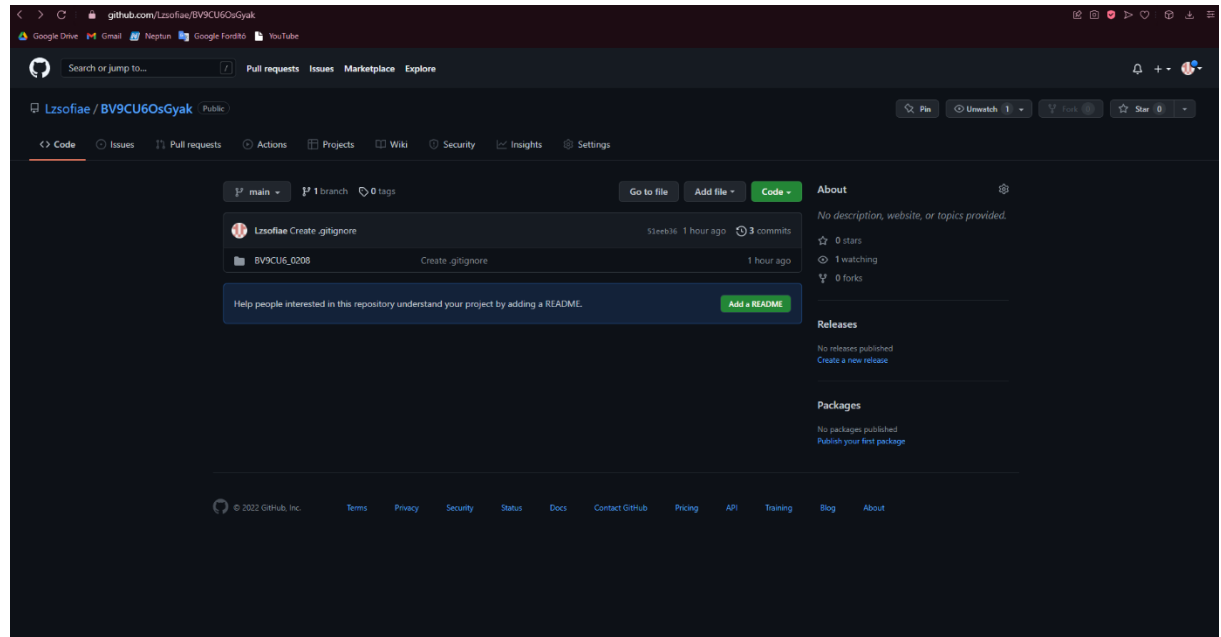 github.com/Lzsofiae/BV9CU6OsGyak
Google Drive Gmail Neptun Google Fordító YouTube
Search or jump to... / Pull requests Issues Marketplace Explore
Lzsofiae / BV9CU6OsGyak Public Pin Unwatch 1 Fork 0 Star 0
Code Issues Pull requests Actions Projects Wiki Security Insights Settings
main 1 branch 0 tags Go to file Add file Code
Lzsofiae Create .gitignore 51eeb36 1 hour ago 3 commits
BV9CU6_0208 Create .gitignore 1 hour ago
Help people interested in this repository understand your project by adding a README. Add a README
About
No description, website, or topics provided.
0 stars
1 watching
0 forks
Releases
No releases published
Create a new release
Packages
No packages published
Publish your first package
© 2022 GitHub, Inc. Terms Privacy Security Status Docs Contact GitHub Pricing API Training Blog About